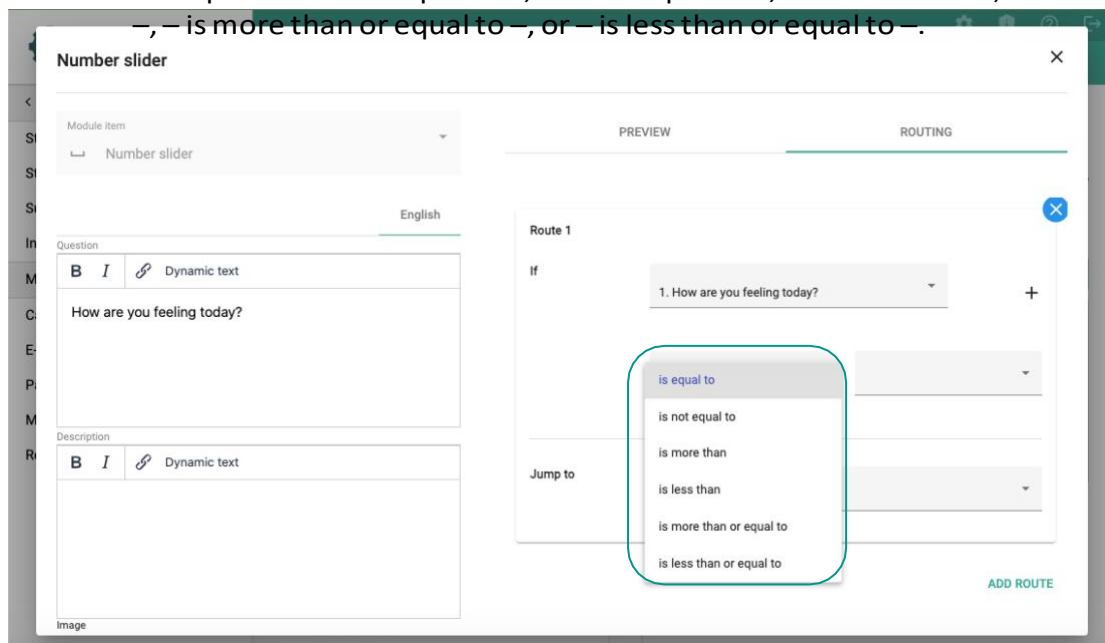 –, – is more than or equal to –, or – is less than or equal to –.
Number slider
Module item
Number slider
English
Question
B I Dynamic text
How are you feeling today?
Description
B I Dynamic text
Image
PREVIEW ROUTING
Route 1
If
1. How are you feeling today?
is equal to
is not equal to
is more than
is less than
is more than or equal to
is less than or equal to
Jump to
ADD ROUTE